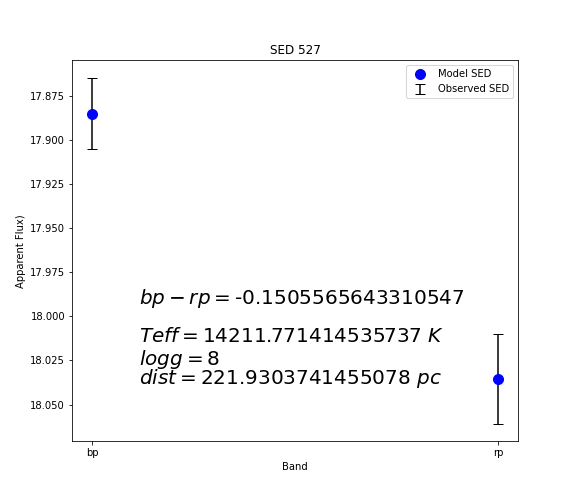 SED 527
Model SED
Observed SED
17.875
17.900
17.925
17.950
17.975
18.000
18.025
18.050
Apparent Flux)
bp − rp = -0.1505565643310547
Teff = 14211.771414535737 K
logg = 8
dist = 221.9303741455078 pc
bp
rp
Band